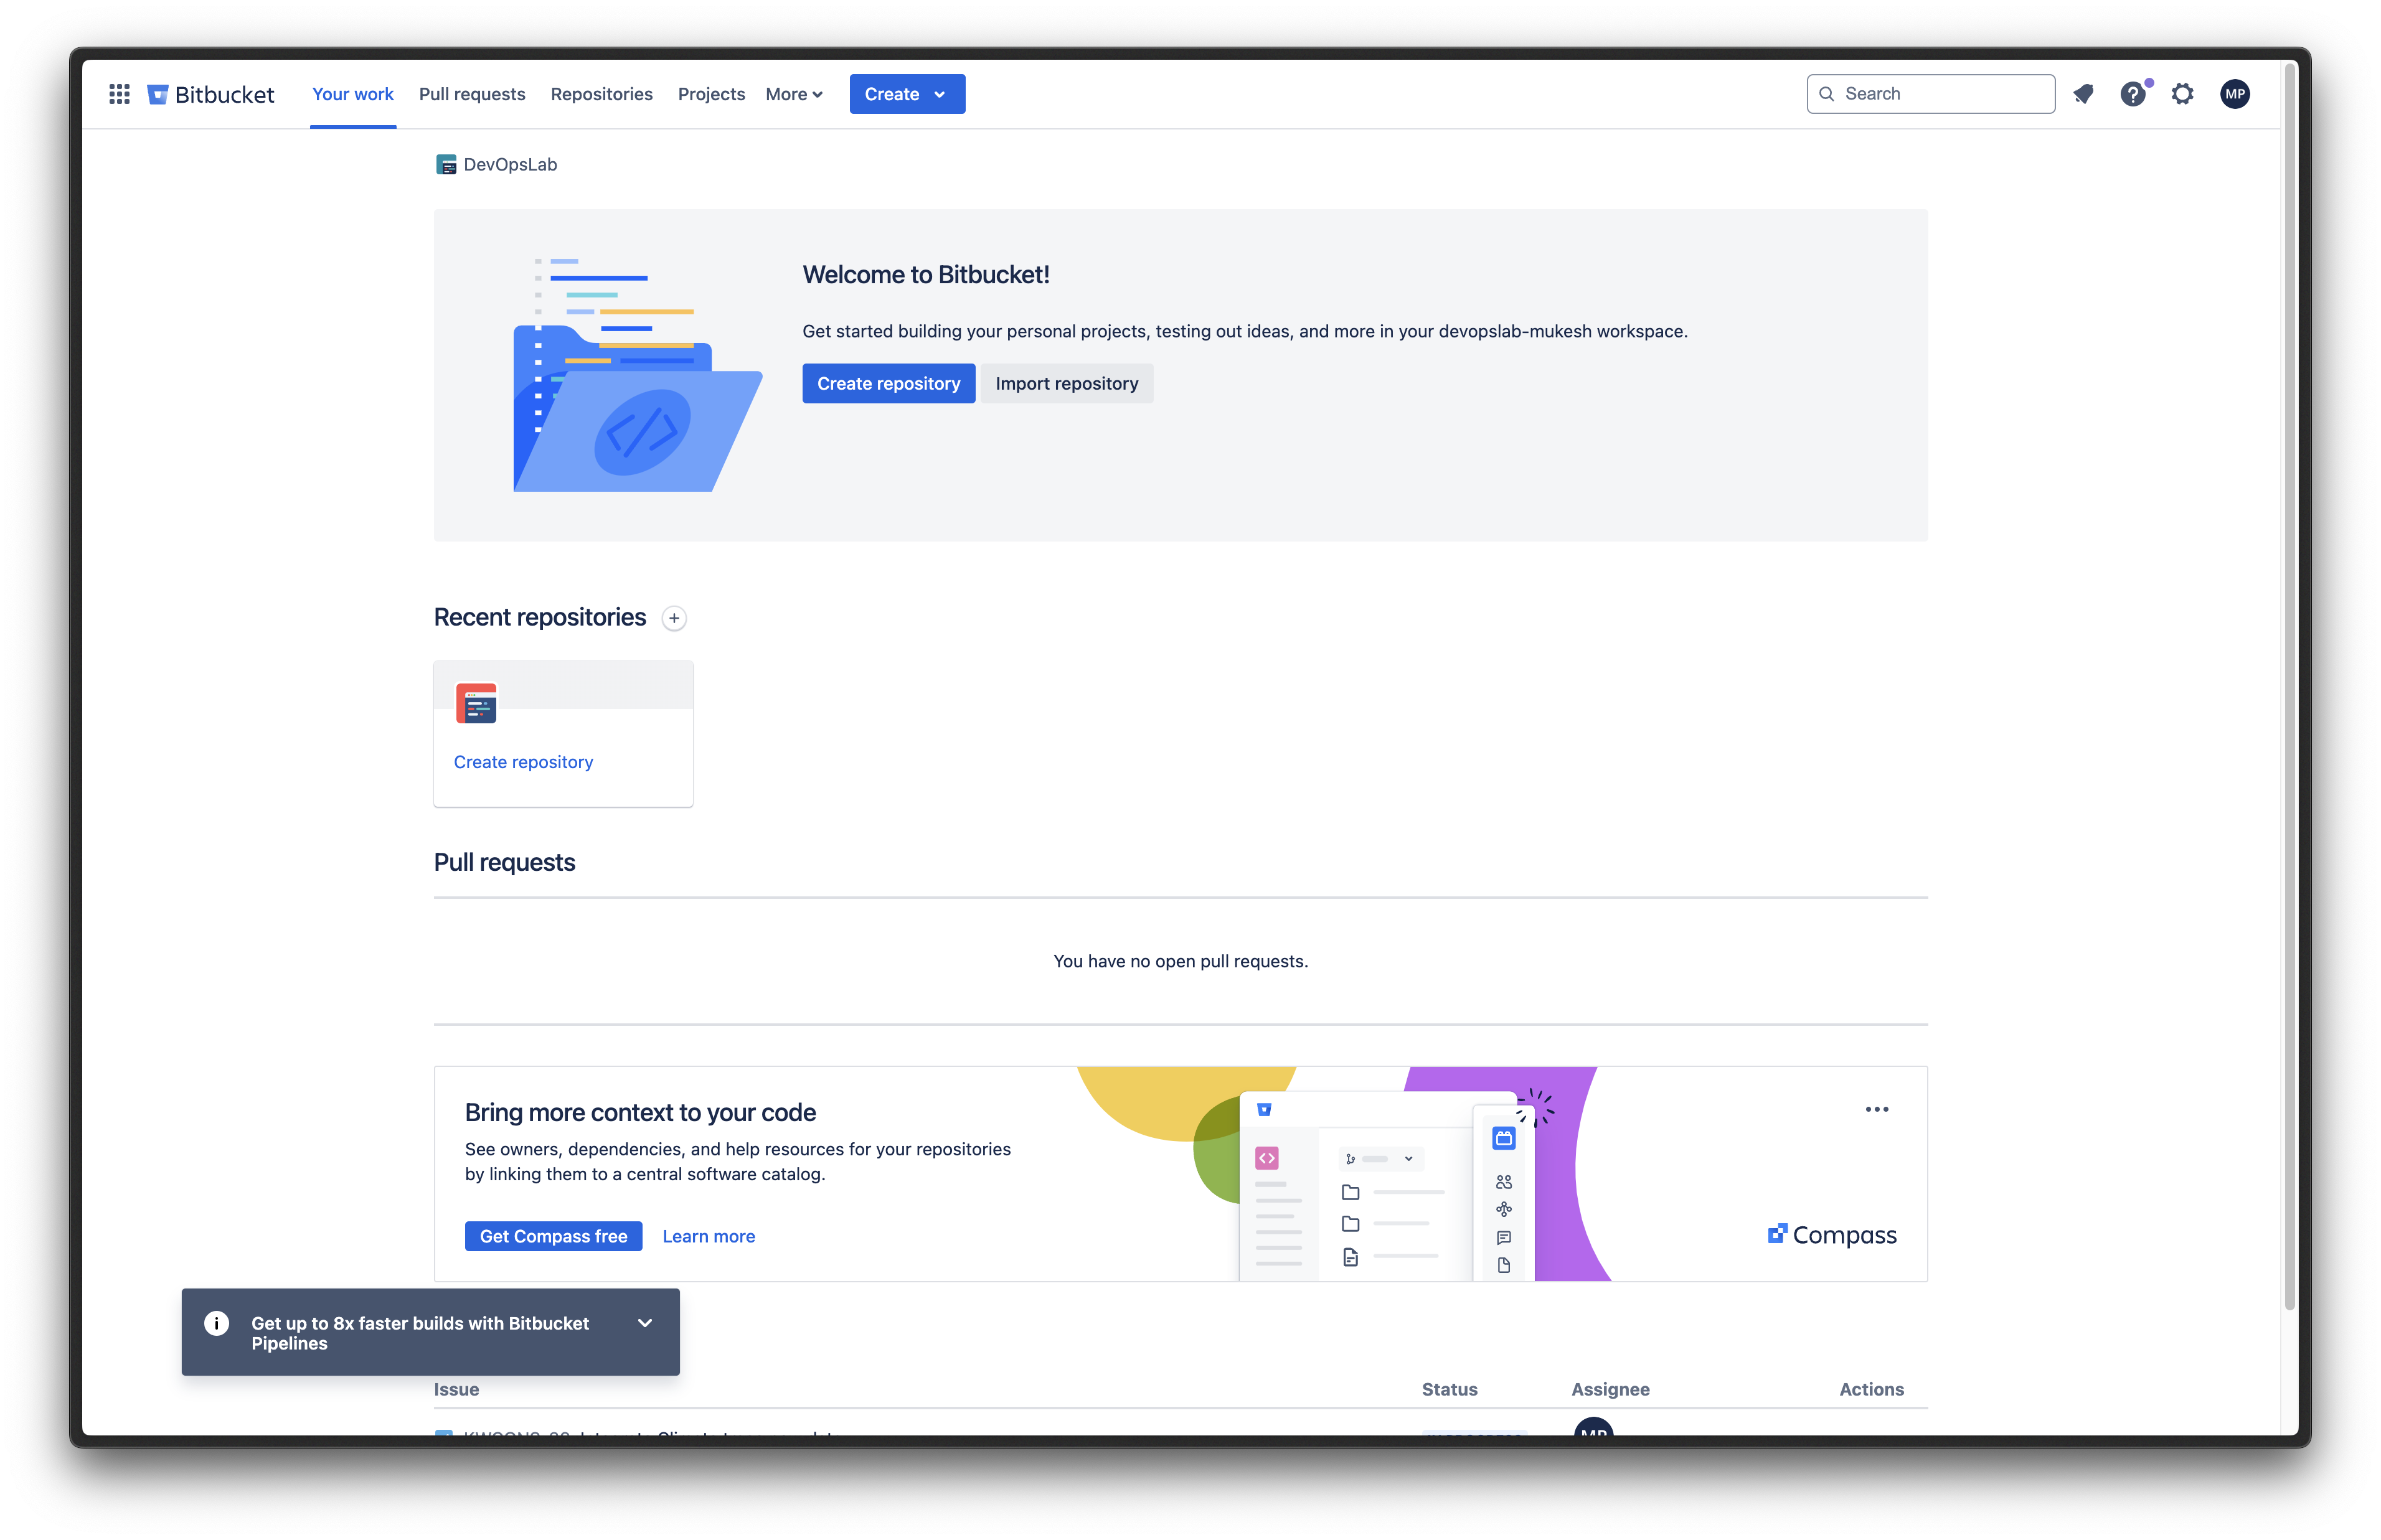 Bitbucket Your work Pull requests Repositories Projects More Create Search MP
DevOpsLab
Welcome to Bitbucket!
Get started building your personal projects, testing out ideas, and more in your devopslab-mukesh workspace.
Create repository Import repository
Recent repositories
Create repository
Pull requests
You have no open pull requests.
Bring more context to your code
See owners, dependencies, and help resources for your repositories
by linking them to a central software catalog.
Get Compass free Learn more
Compass
Get up to 8x faster builds with Bitbucket
Pipelines
Issue Status Assignee Actions
MP